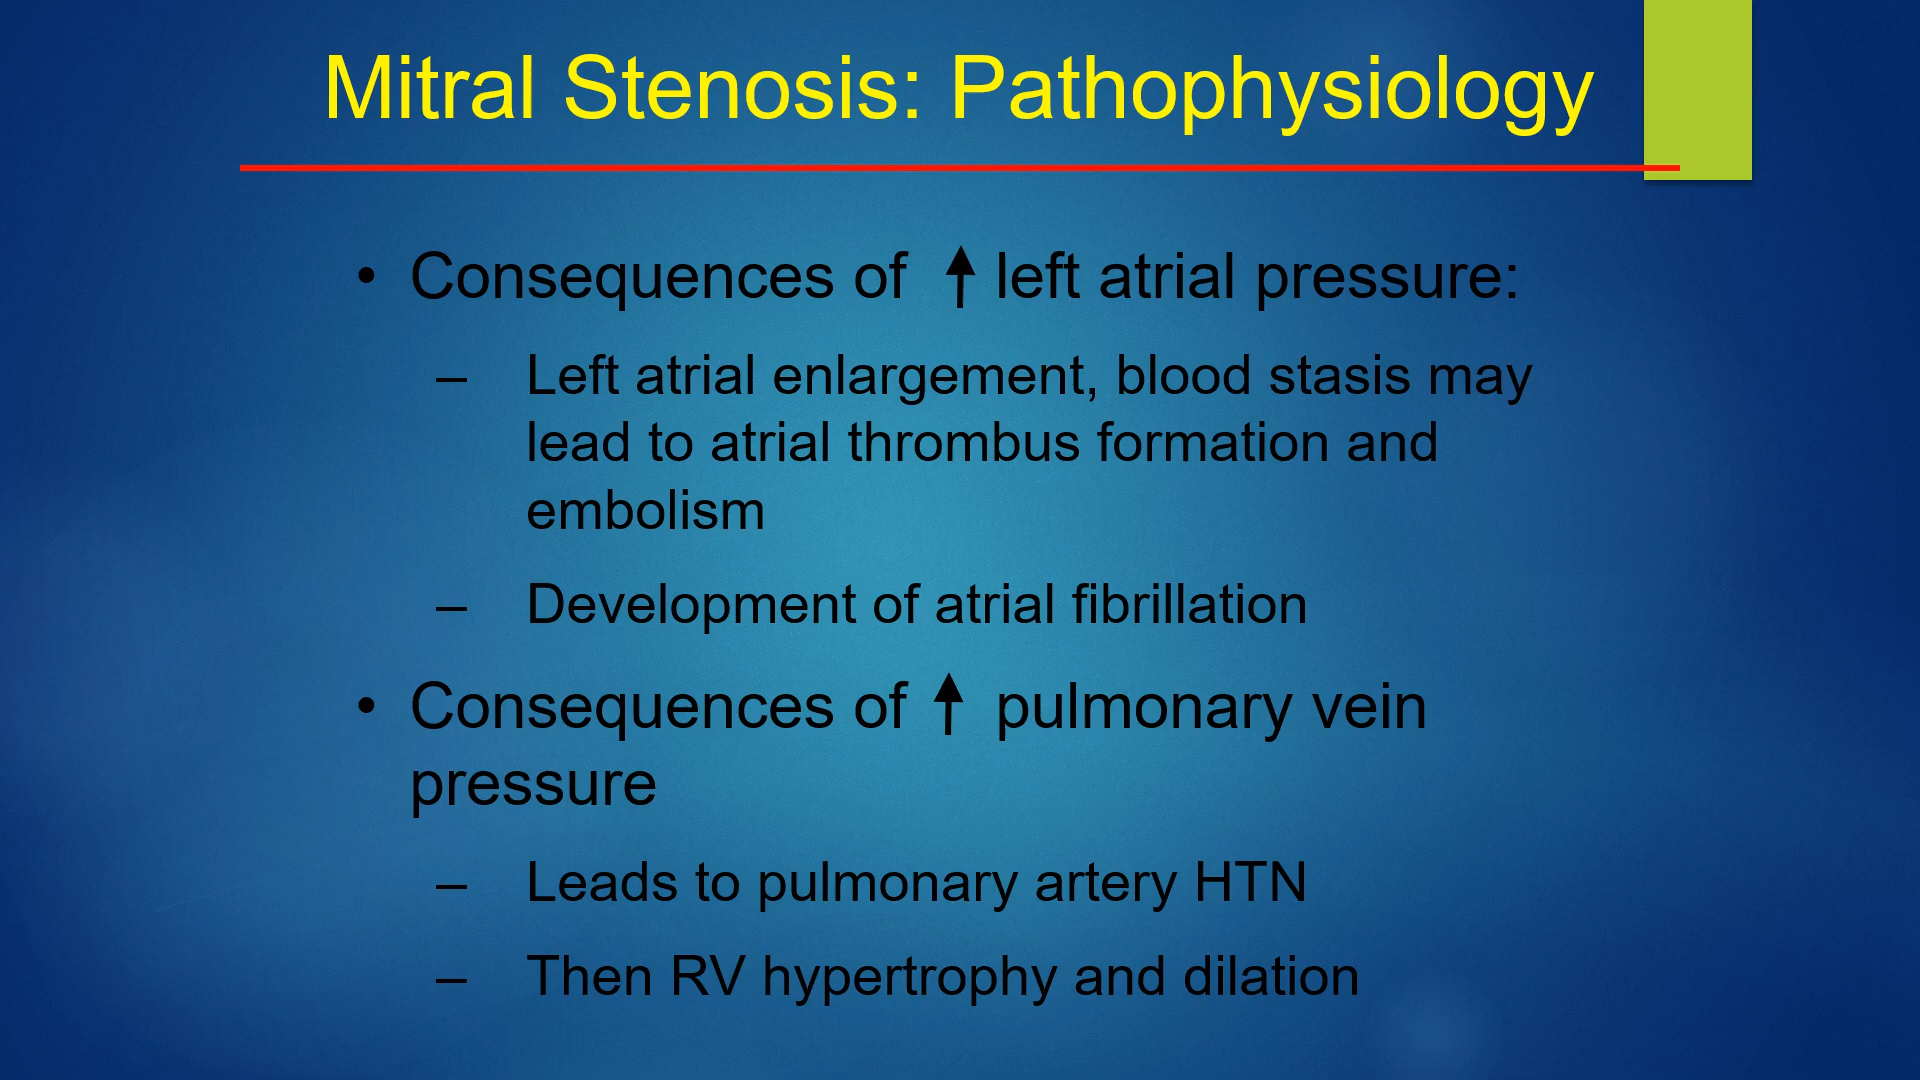 Mitral Stenosis: Pathophysiology
• Consequences of ↑ left atrial pressure:
– Left atrial enlargement, blood stasis may
lead to atrial thrombus formation and
embolism
– Development of atrial fibrillation
• Consequences of ↑ pulmonary vein
pressure
– Leads to pulmonary artery HTN
– Then RV hypertrophy and dilation